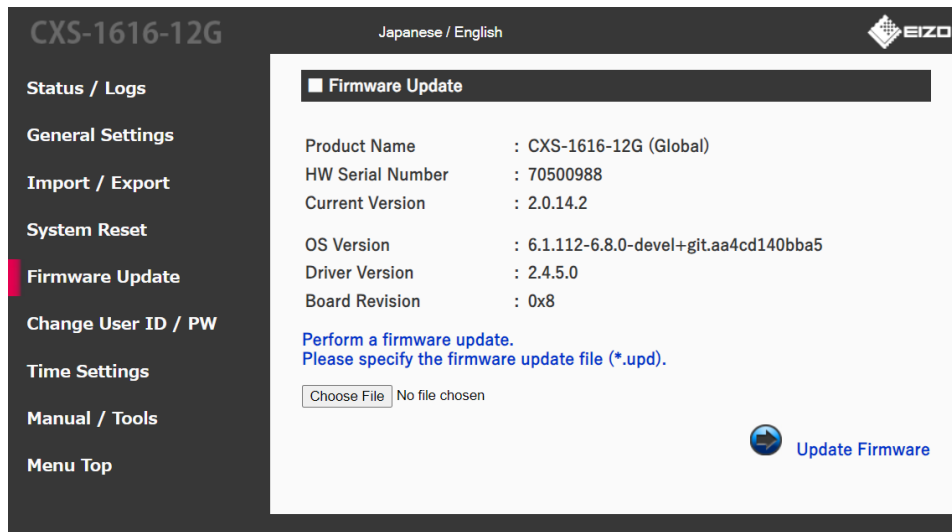 CXS-1616-12G
Japanese / English
EIZO
Status / Logs
General Settings
Import / Export
System Reset
Firmware Update
Change User ID / PW
Time Settings
Manual / Tools
Menu Top
■ Firmware Update
Product Name : CXS-1616-12G (Global)
HW Serial Number : 70500988
Current Version : 2.0.14.2
OS Version : 6.1.112-6.8.0-devel+git.aa4cd140bba5
Driver Version : 2.4.5.0
Board Revision : 0x8
Perform a firmware update.
Please specify the firmware update file (*.upd).
Choose File No file chosen
Update Firmware